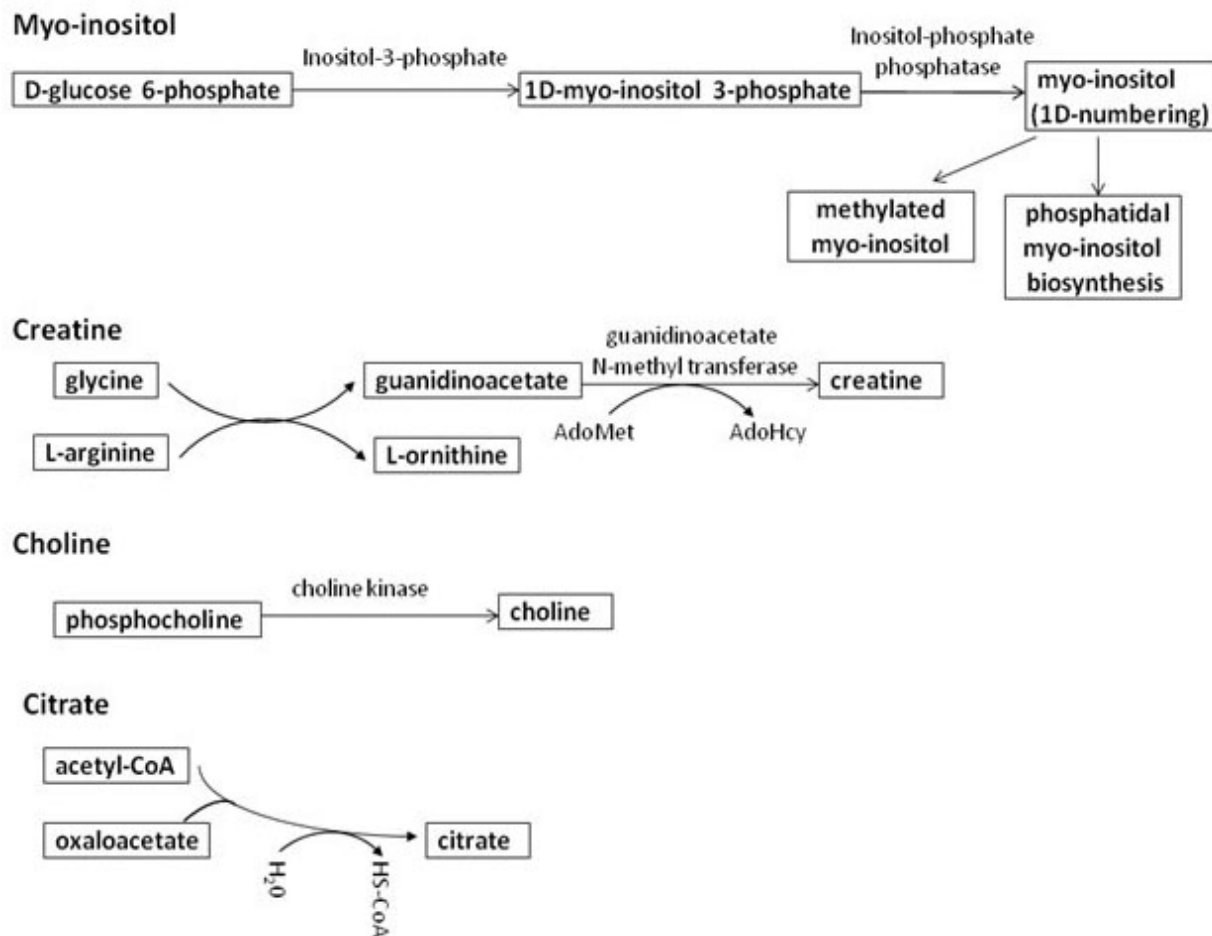 Myo-inositol
Inositol-3-phosphate
Inositol-phosphate
phosphatase
D-glucose 6-phosphate
1D-myo-inositol 3-phosphate
myo-inositol
(1D-numbering)
methylated
myo-inositol
phosphatidal
myo-inositol
biosynthesis
Creatine
guanidinoacetate
N-methyl transferase
glycine
guanidinoacetate
creatine
AdoMet
AdoHcy
L-arginine
L-ornithine
Choline
choline kinase
phosphocholine
choline
Citrate
acetyl-CoA
oxaloacetate
citrate
H₂0
HS-CoA